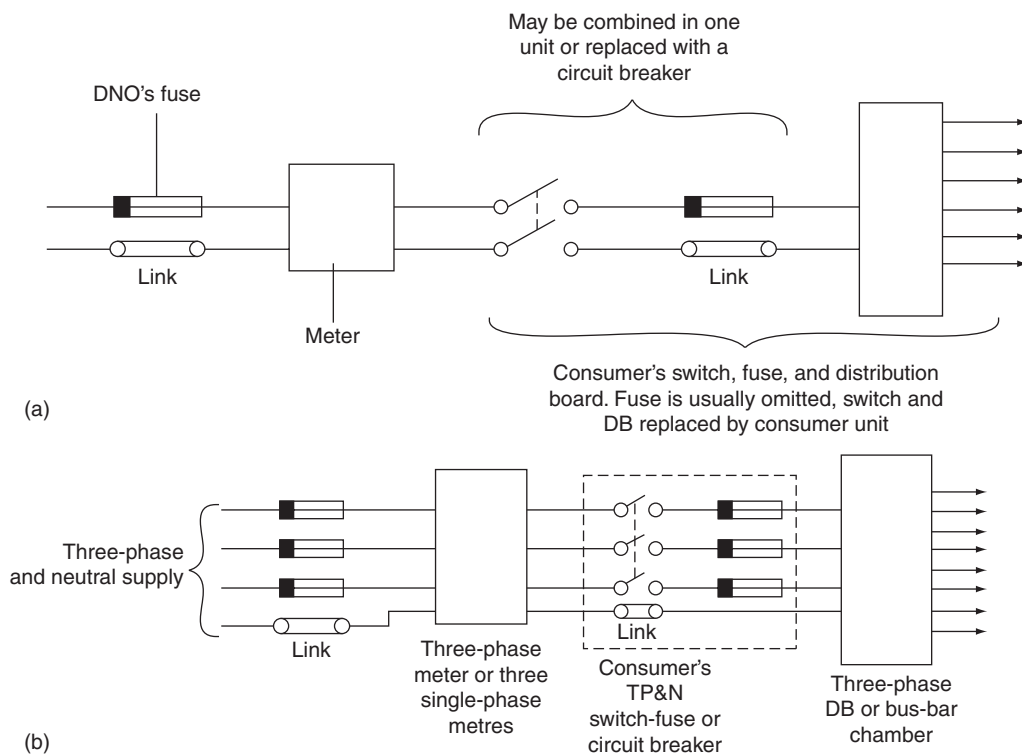 May be combined in one
unit or replaced with a
circuit breaker
DNO's fuse
Link
Meter
Link
Consumer's switch, fuse, and distribution
board. Fuse is usually omitted, switch and
DB replaced by consumer unit
(a)
Three-phase
and neutral supply
Link
Three-phase
meter or three
single-phase
metres
Link
Consumer's
TP&N
switch-fuse or
circuit breaker
Three-phase
DB or bus-bar
chamber
(b)